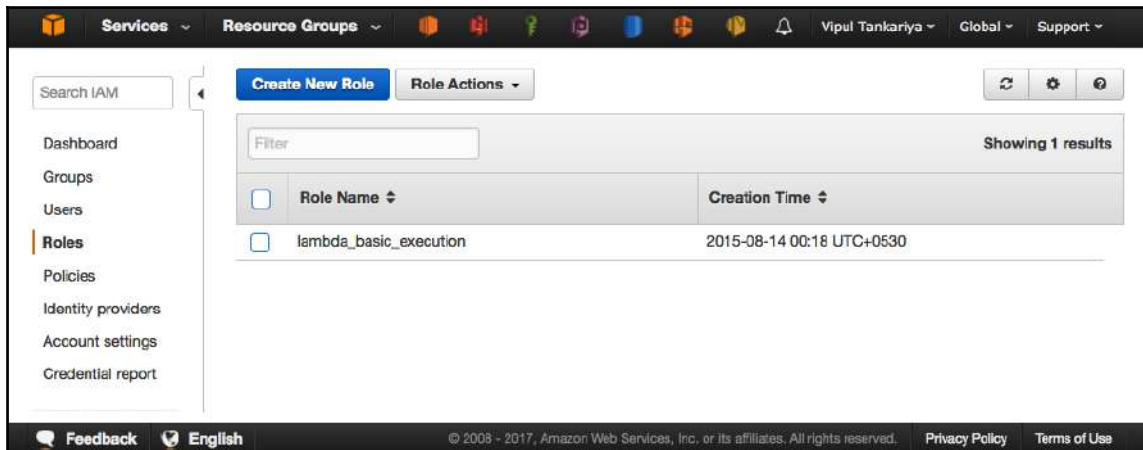 Services Resource Groups Vipul Tankariya Global Support
Search IAM
Create New Role Role Actions
Dashboard
Groups
Users
Roles
Policies
Identity providers
Account settings
Credential report
Filter Showing 1 results
Role Name Creation Time
lambda_basic_execution 2015-08-14 00:18 UTC+0530
Feedback English © 2008 - 2017, Amazon Web Services, Inc. or its affiliates. All rights reserved. Privacy Policy Terms of Use